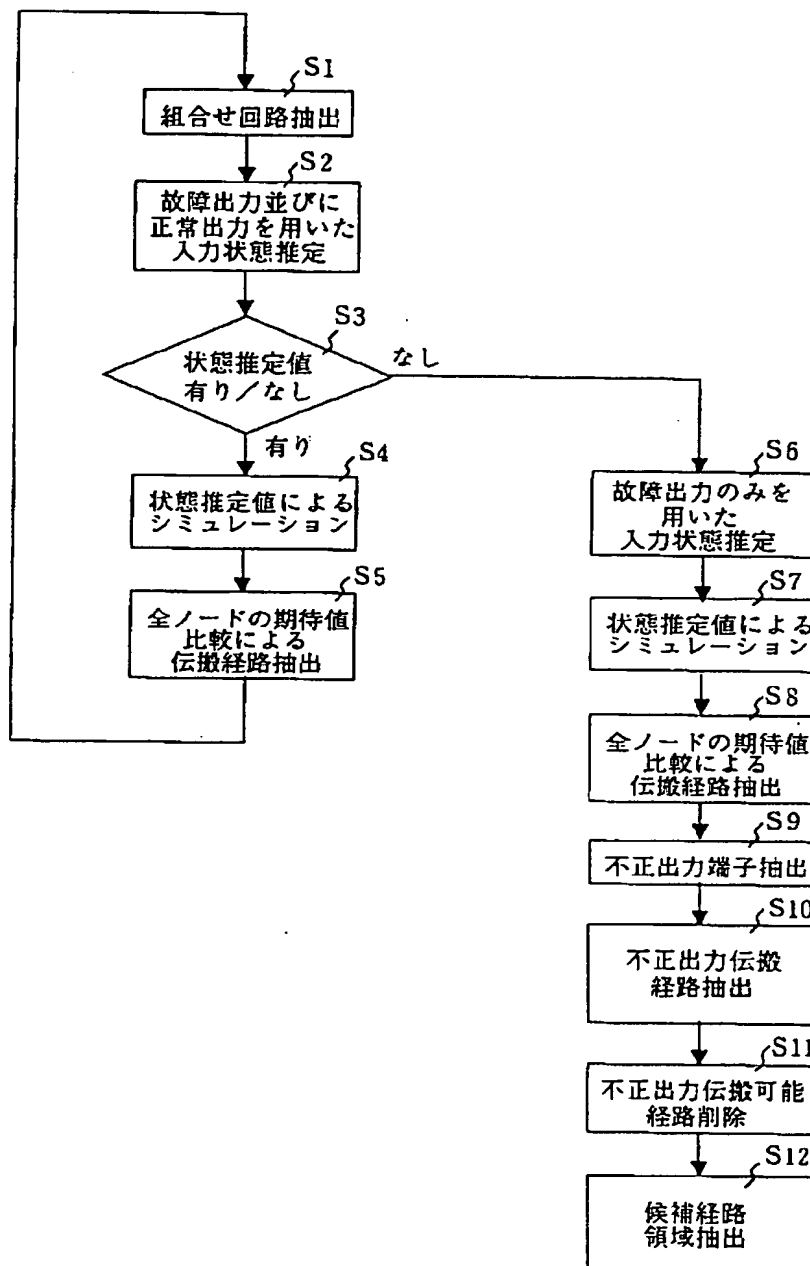 S1
組合せ回路抽出
S2
故障出力並びに
正常出力を用いた
入力状態推定
S3
状態推定値
有り／なし
なし
有り
S4
状態推定値による
シミュレーション
S5
全ノードの期待値
比較による
伝搬経路抽出
S6
故障出力のみを
用いた
入力状態推定
S7
状態推定値による
シミュレーション
S8
全ノードの期待値
比較による
伝搬経路抽出
S9
不正出力端子抽出
S10
不正出力伝搬
経路抽出
S11
不正出力伝搬可能
経路削除
S12
候補経路
領域抽出